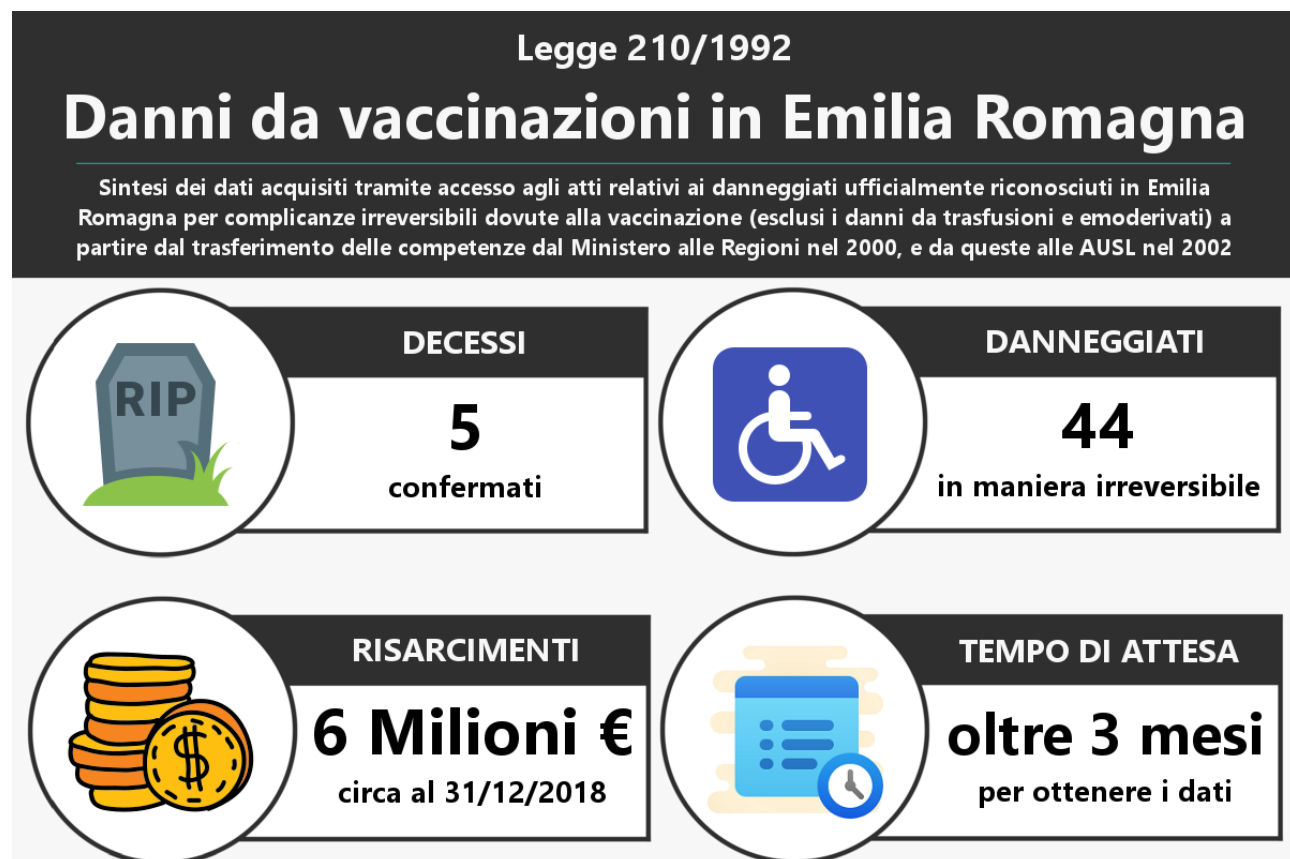 Legge 210/1992
Danni da vaccinazioni in Emilia Romagna
Sintesi dei dati acquisiti tramite accesso agli atti relativi ai danneggiati ufficialmente riconosciuti in Emilia
Romagna per complicanze irreversibili dovute alla vaccinazione (esclusi i danni da trasfusioni e emoderivati) a
partire dal trasferimento delle competenze dal Ministero alle Regioni nel 2000, e da queste alle AUSL nel 2002
RIP
DECESSI
5
confermati
DANNEGGIATI
44
in maniera irreversibile
RISARCIMENTI
6 Milioni €
circa al 31/12/2018
$
TEMPO DI ATTESA
oltre 3 mesi
per ottenere i dati